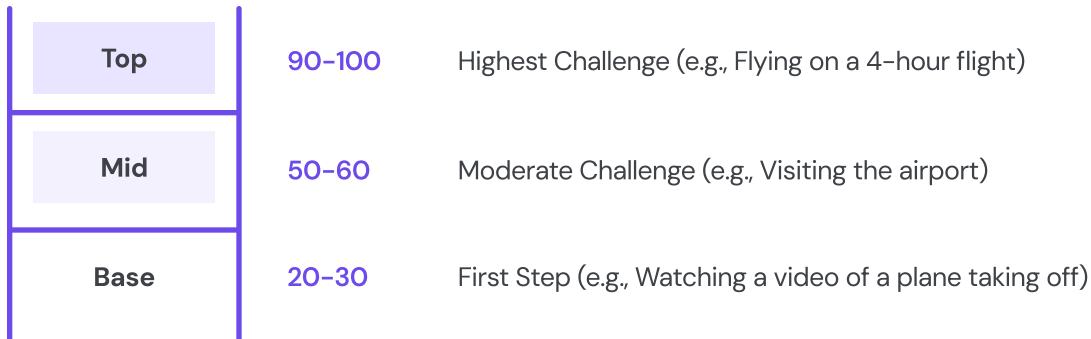 Top 90-100 Highest Challenge (e.g., Flying on a 4-hour flight)
Mid 50-60 Moderate Challenge (e.g., Visiting the airport)
Base 20-30 First Step (e.g., Watching a video of a plane taking off)